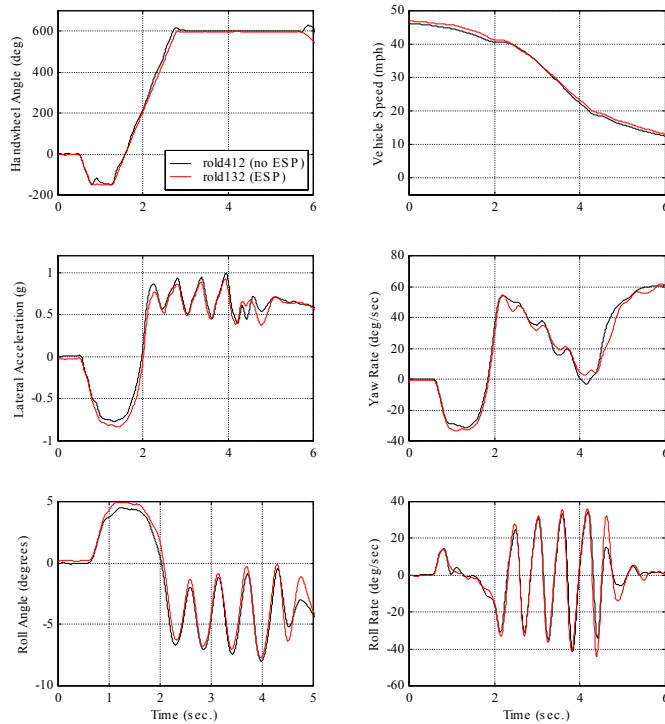 600
400
200
0
-200
Handwheel Angle (deg)
rold412 (no ESP)
rold132 (ESP)
0 2 4 6
50
40
30
20
10
0
Vehicle Speed (mph)
0 2 4 6
1
0.5
0
-0.5
-1
Lateral Acceleration (g)
0 2 4 6
80
60
40
20
0
-20
-40
Yaw Rate (deg/sec)
0 2 4 6
5
0
-5
-10
Roll Angle (degrees)
0 1 2 3 4 5
Time (sec.)
40
20
0
-20
-40
-60
Roll Rate (deg/sec)
0 2 4 6
Time (sec.)